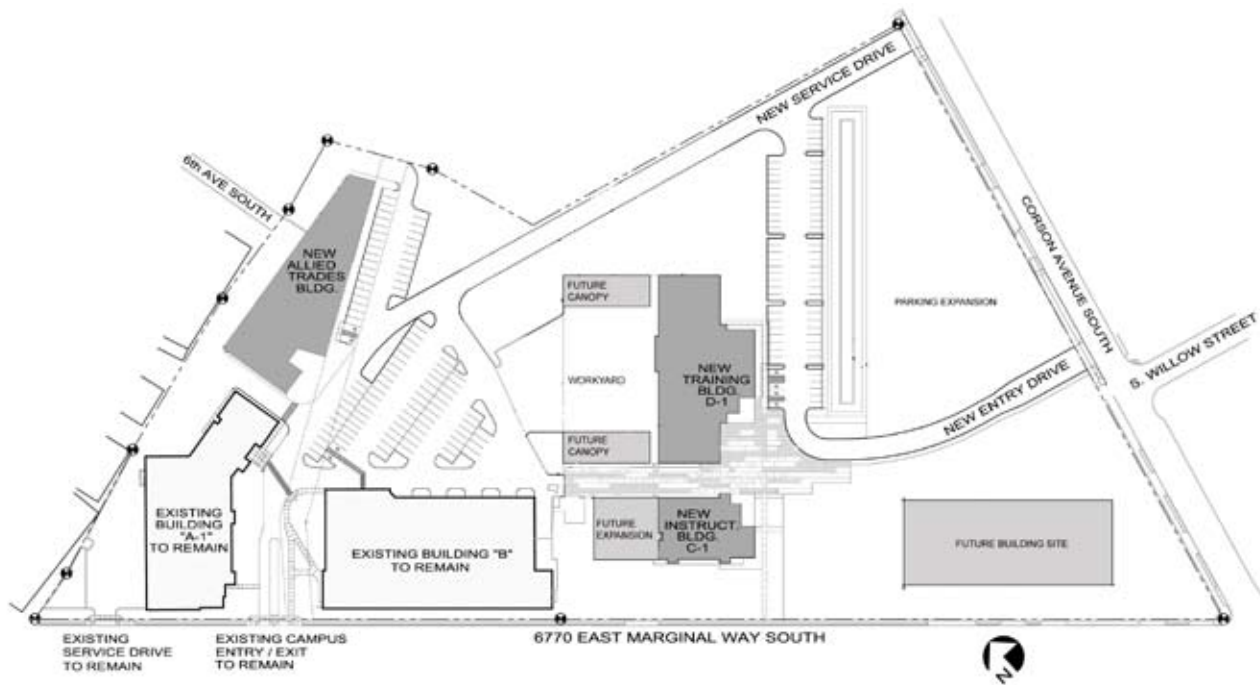 NEW SERVICE DRIVE
6th AVE SOUTH
CORSON AVENUE SOUTH
NEW
ALLIED
TRADES
BLDG.
FUTURE
CANOPY
PARKING EXPANSION
S. WILLOW STREET
WORKYARD
NEW
TRAINING
BLDG.
D-1
NEW ENTRY DRIVE
FUTURE
CANOPY
EXISTING
BUILDING
"A-1"
TO REMAIN
EXISTING BUILDING "B"
TO REMAIN
FUTURE
EXPANSION
NEW
INSTRUCT.
BLDG.
C-1
FUTURE BUILDING SITE
EXISTING
SERVICE DRIVE
TO REMAIN
EXISTING CAMPUS
ENTRY / EXIT
TO REMAIN
6770 EAST MARGINAL WAY SOUTH
N